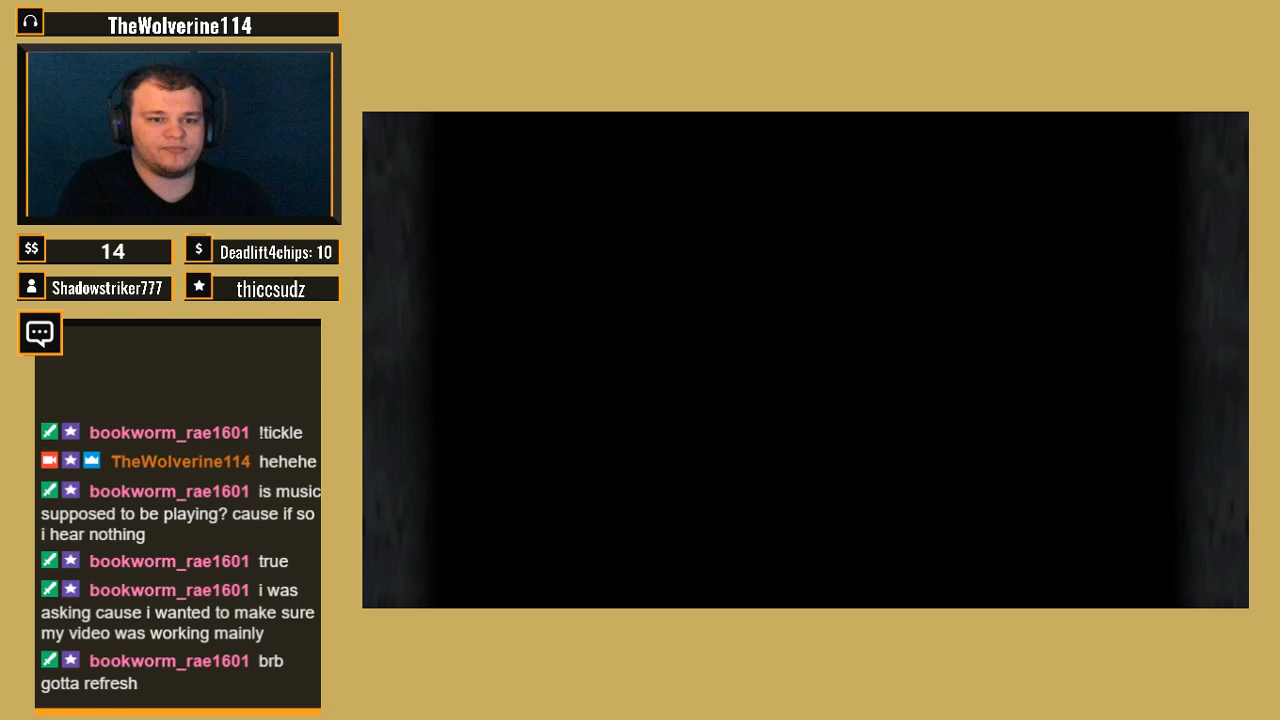 TheWolverine114
$$ 14
$ Deadlift4chips: 10
Shadowstriker777
thiccsudz
bookworm_rae1601 !tickle
TheWolverine114 hehehe
bookworm_rae1601 is music
supposed to be playing? cause if so
i hear nothing
bookworm_rae1601 true
bookworm_rae1601 i was
asking cause i wanted to make sure
my video was working mainly
bookworm_rae1601 brb
gotta refresh